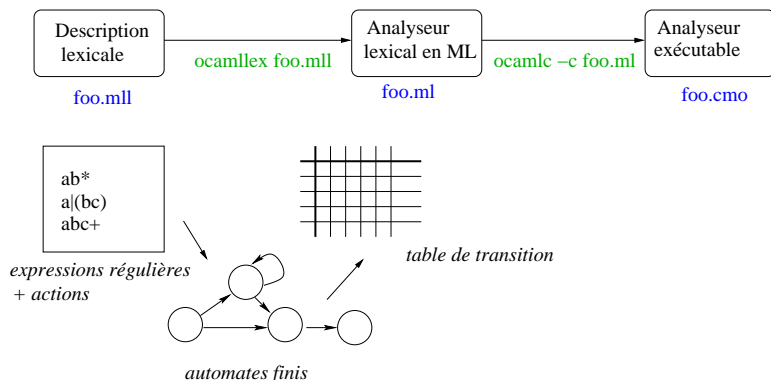 Description
lexicale
ocamllex foo.mll
foo.mll
Analyseur
lexical en ML
ocamlc −c foo.ml
foo.ml
Analyseur
exécutable
foo.cmo
ab*
a|(bc)
abc+
expressions régulières
+ actions
table de transition
automates finis